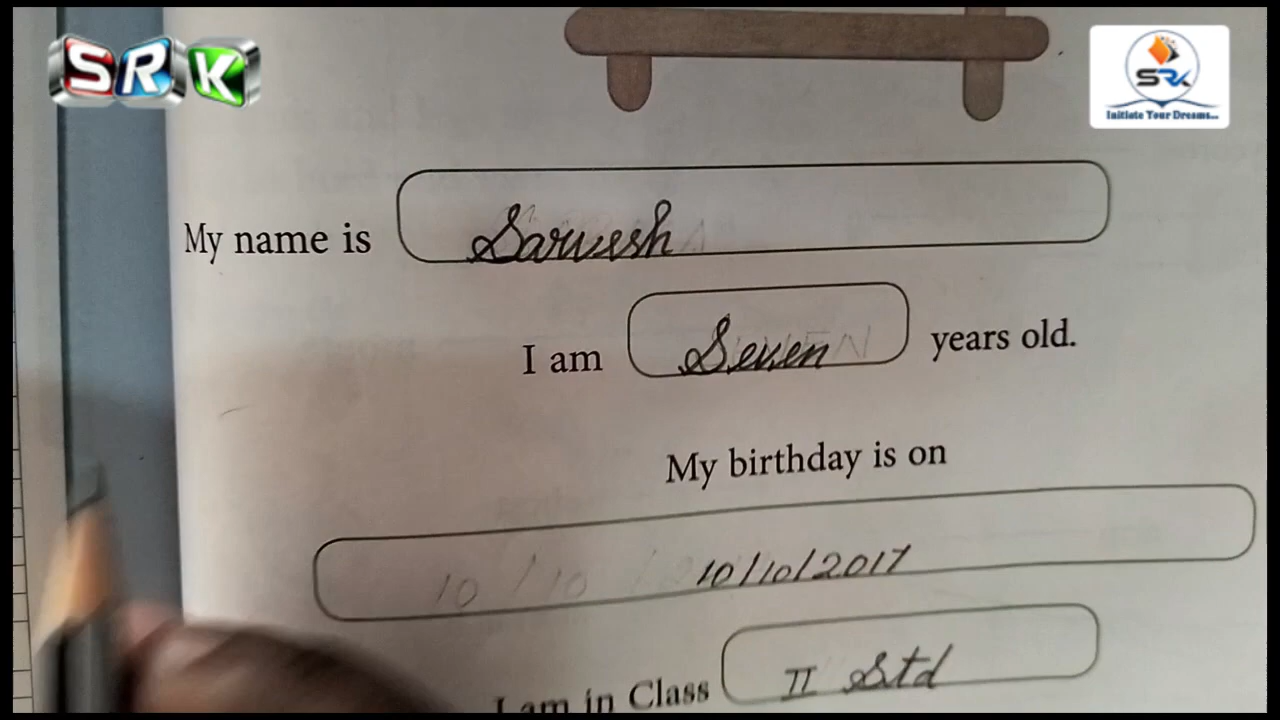 SRK
SRK
Initiate Your Dreams...
My name is Sarvesh
I am Seven years old.
My birthday is on
10/10/2017
I am in Class II Std